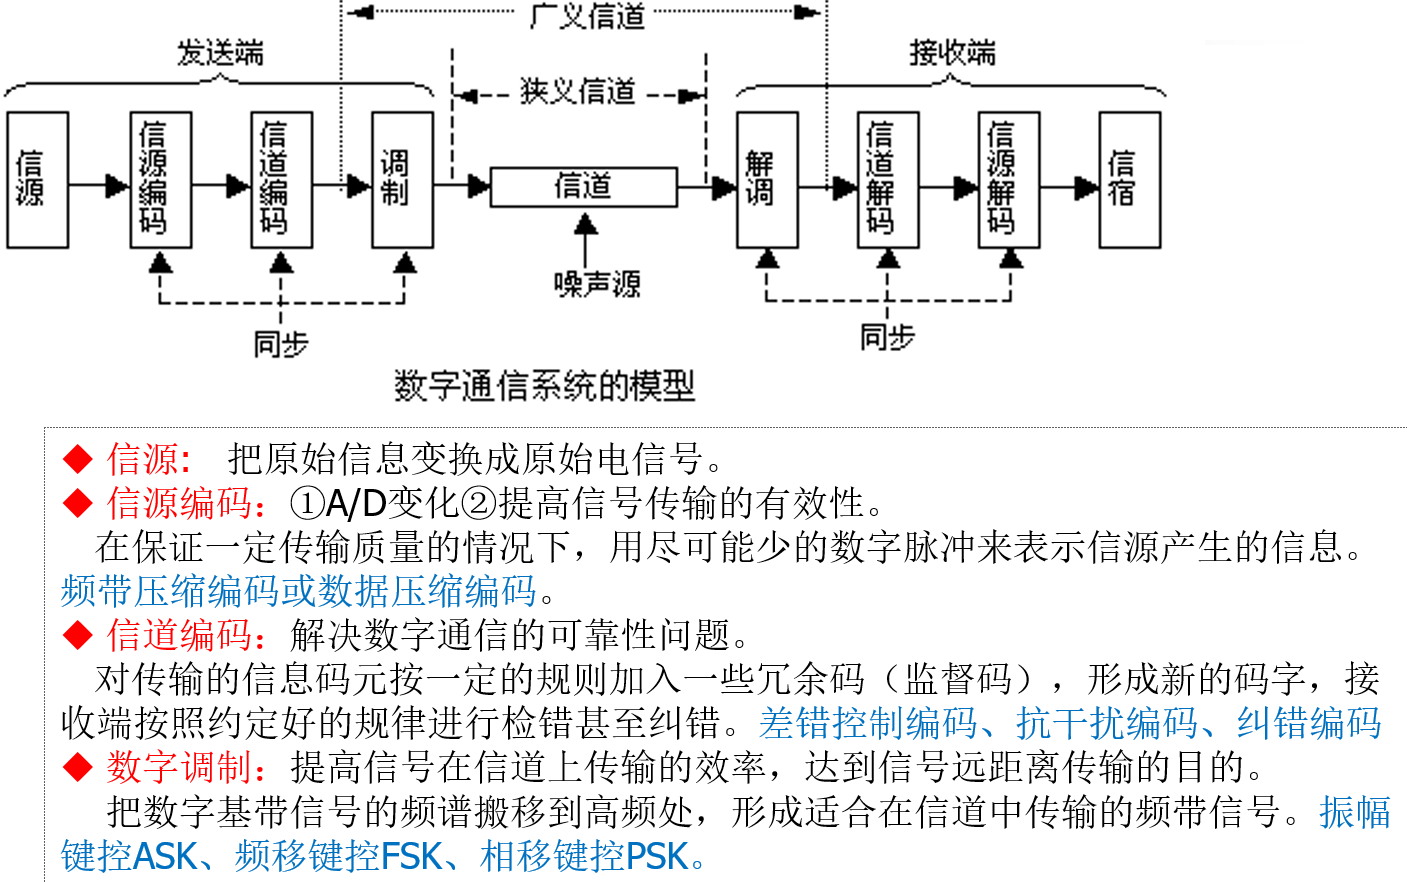 广义信道
发送端
接收端
狭义信道
信源
信源编码
信道编码
调制
信道
解调
信道解码
信源解码
信宿
噪声源
同步
同步
数字通信系统的模型
◆ 信源: 把原始信息变换成原始电信号。
◆ 信源编码：①A/D变化②提高信号传输的有效性。
在保证一定传输质量的情况下，用尽可能少的数字脉冲来表示信源产生的信息。
频带压缩编码或数据压缩编码。
◆ 信道编码：解决数字通信的可靠性问题。
对传输的信息码元按一定的规则加入一些冗余码（监督码），形成新的码字，接
收端按照约定好的规律进行检错甚至纠错。差错控制编码、抗干扰编码、纠错编码
◆ 数字调制：提高信号在信道上传输的效率，达到信号远距离传输的目的。
把数字基带信号的频谱搬移到高频处，形成适合在信道中传输的频带信号。振幅
键控ASK、频移键控FSK、相移键控PSK。